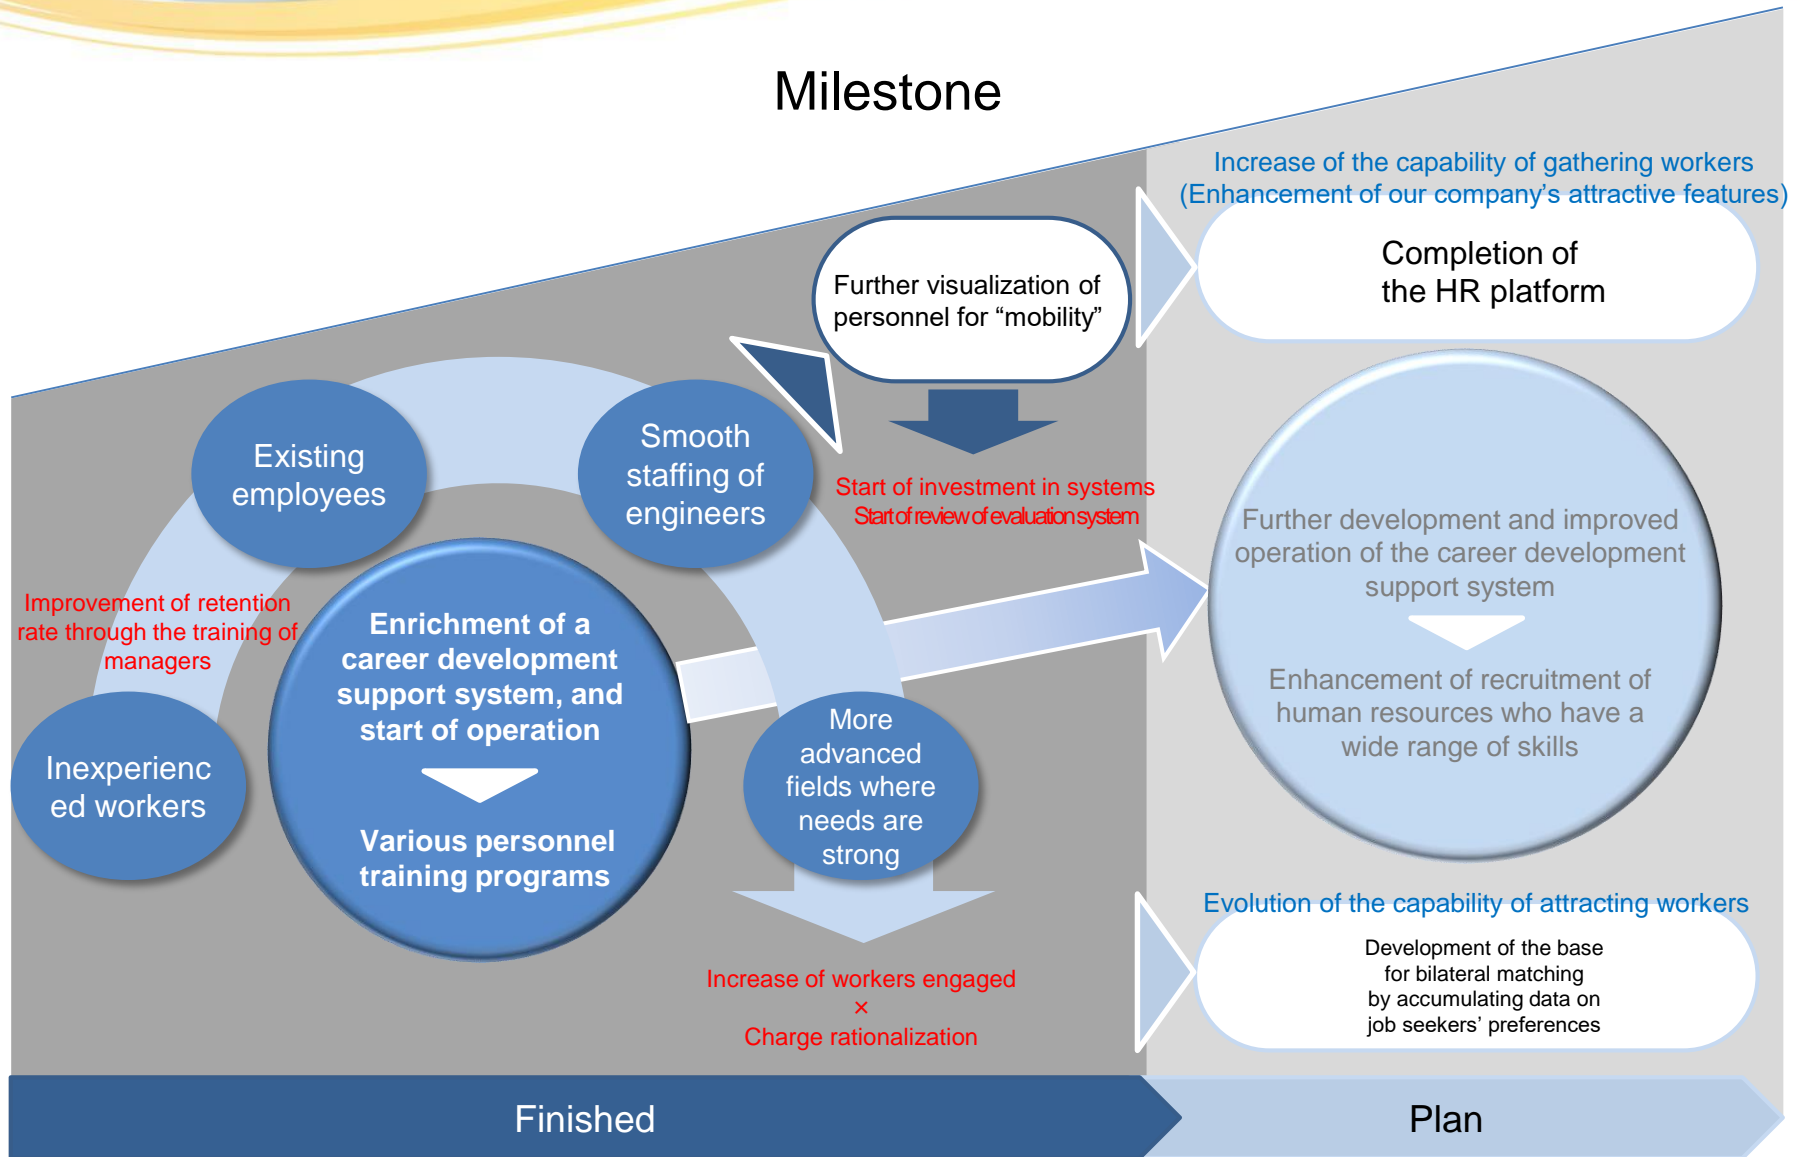 Milestone
Increase of the capability of gathering workers
(Enhancement of our company’s attractive features)
Completion of
the HR platform
Further visualization of
personnel for “mobility”
Start of investment in systems
Start of review of evaluation system
Existing
employees
Smooth
staffing of
engineers
Improvement of retention
rate through the training of
managers
Inexperienc
ed workers
Enrichment of a
career development
support system, and
start of operation
Various personnel
training programs
More
advanced
fields where
needs are
strong
Increase of workers engaged
×
Charge rationalization
Further development and improved
operation of the career development
support system
Enhancement of recruitment of
human resources who have a
wide range of skills
Evolution of the capability of attracting workers
Development of the base
for bilateral matching
by accumulating data on
job seekers’ preferences
Finished
Plan